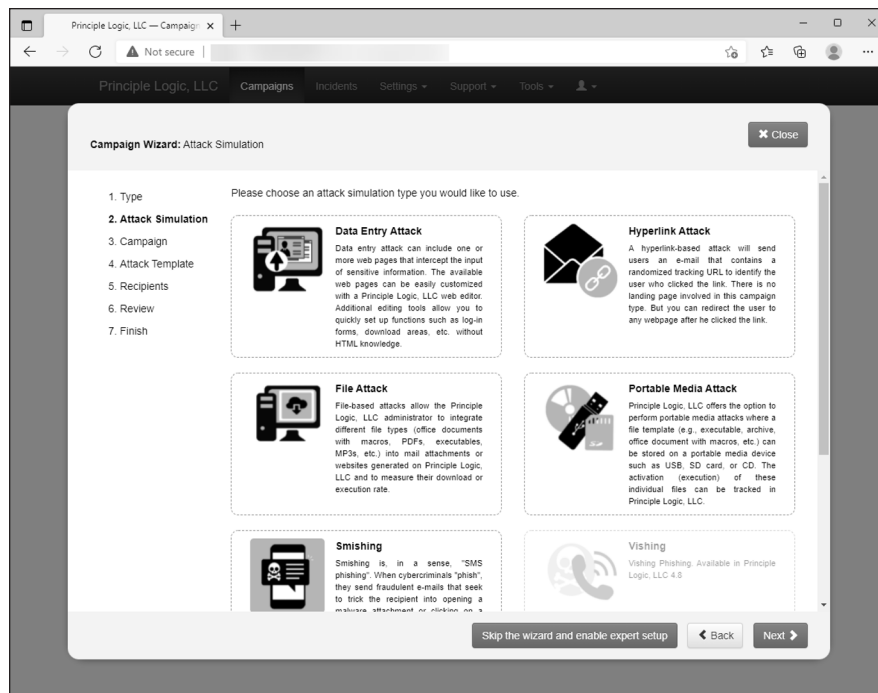 Principle Logic, LLC — Campaign
Not secure
Principle Logic, LLC Campaigns Incidents Settings Support Tools
Campaign Wizard: Attack Simulation
Close
1. Type
2. Attack Simulation
3. Campaign
4. Attack Template
5. Recipients
6. Review
7. Finish
Please choose an attack simulation type you would like to use.
Data Entry Attack
Data entry attack can include one or
more web pages that intercept the input
of sensitive information. The available
web pages can be easily customized
with a Principle Logic, LLC web editor.
Additional editing tools allow you to
quickly set up functions such as log-in
forms, download areas, etc. without
HTML knowledge.
Hyperlink Attack
A hyperlink-based attack will send
users an e-mail that contains a
randomized tracking URL to identify the
user who clicked the link. There is no
landing page involved in this campaign
type. But you can redirect the user to
any webpage after he clicked the link.
File Attack
File-based attacks allow the Principle
Logic, LLC administrator to integrate
different file types (office documents
with macros, PDFs, executables,
MP3s, etc.) into mail attachments or
websites generated on Principle Logic,
LLC and to measure their download or
execution rate.
Portable Media Attack
Principle Logic, LLC offers the option to
perform portable media attacks where a
file template (e.g., executable, archive,
office document with macros, etc.) can
be stored on a portable media device
such as USB, SD card, or CD. The
activation (execution) of these
individual files can be tracked in
Principle Logic, LLC.
Smishing
Smishing is, in a sense, "SMS
phishing". When cybercriminals "phish",
they send fraudulent e-mails that seek
to trick the recipient into opening a
malware attachment or clicking on a
Vishing
Vishing Phishing. Available in Principle
Logic, LLC 4.8
Skip the wizard and enable expert setup
Back
Next